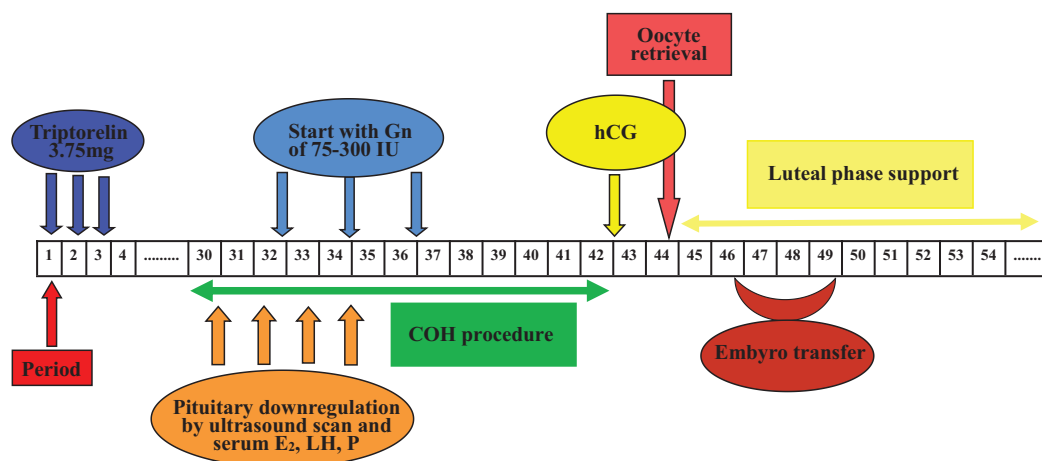 Oocyte
retrieval
Triptorelin
3.75mg
Start with Gn
of 75-300 IU
hCG
Luteal phase support
1 2 3 4 ......... 30 31 32 33 34 35 36 37 38 39 40 41 42 43 44 45 46 47 48 49 50 51 52 53 54 .......
COH procedure
Period
Embyro transfer
Pituitary downregulation
by ultrasound scan and
serum E₂, LH, P